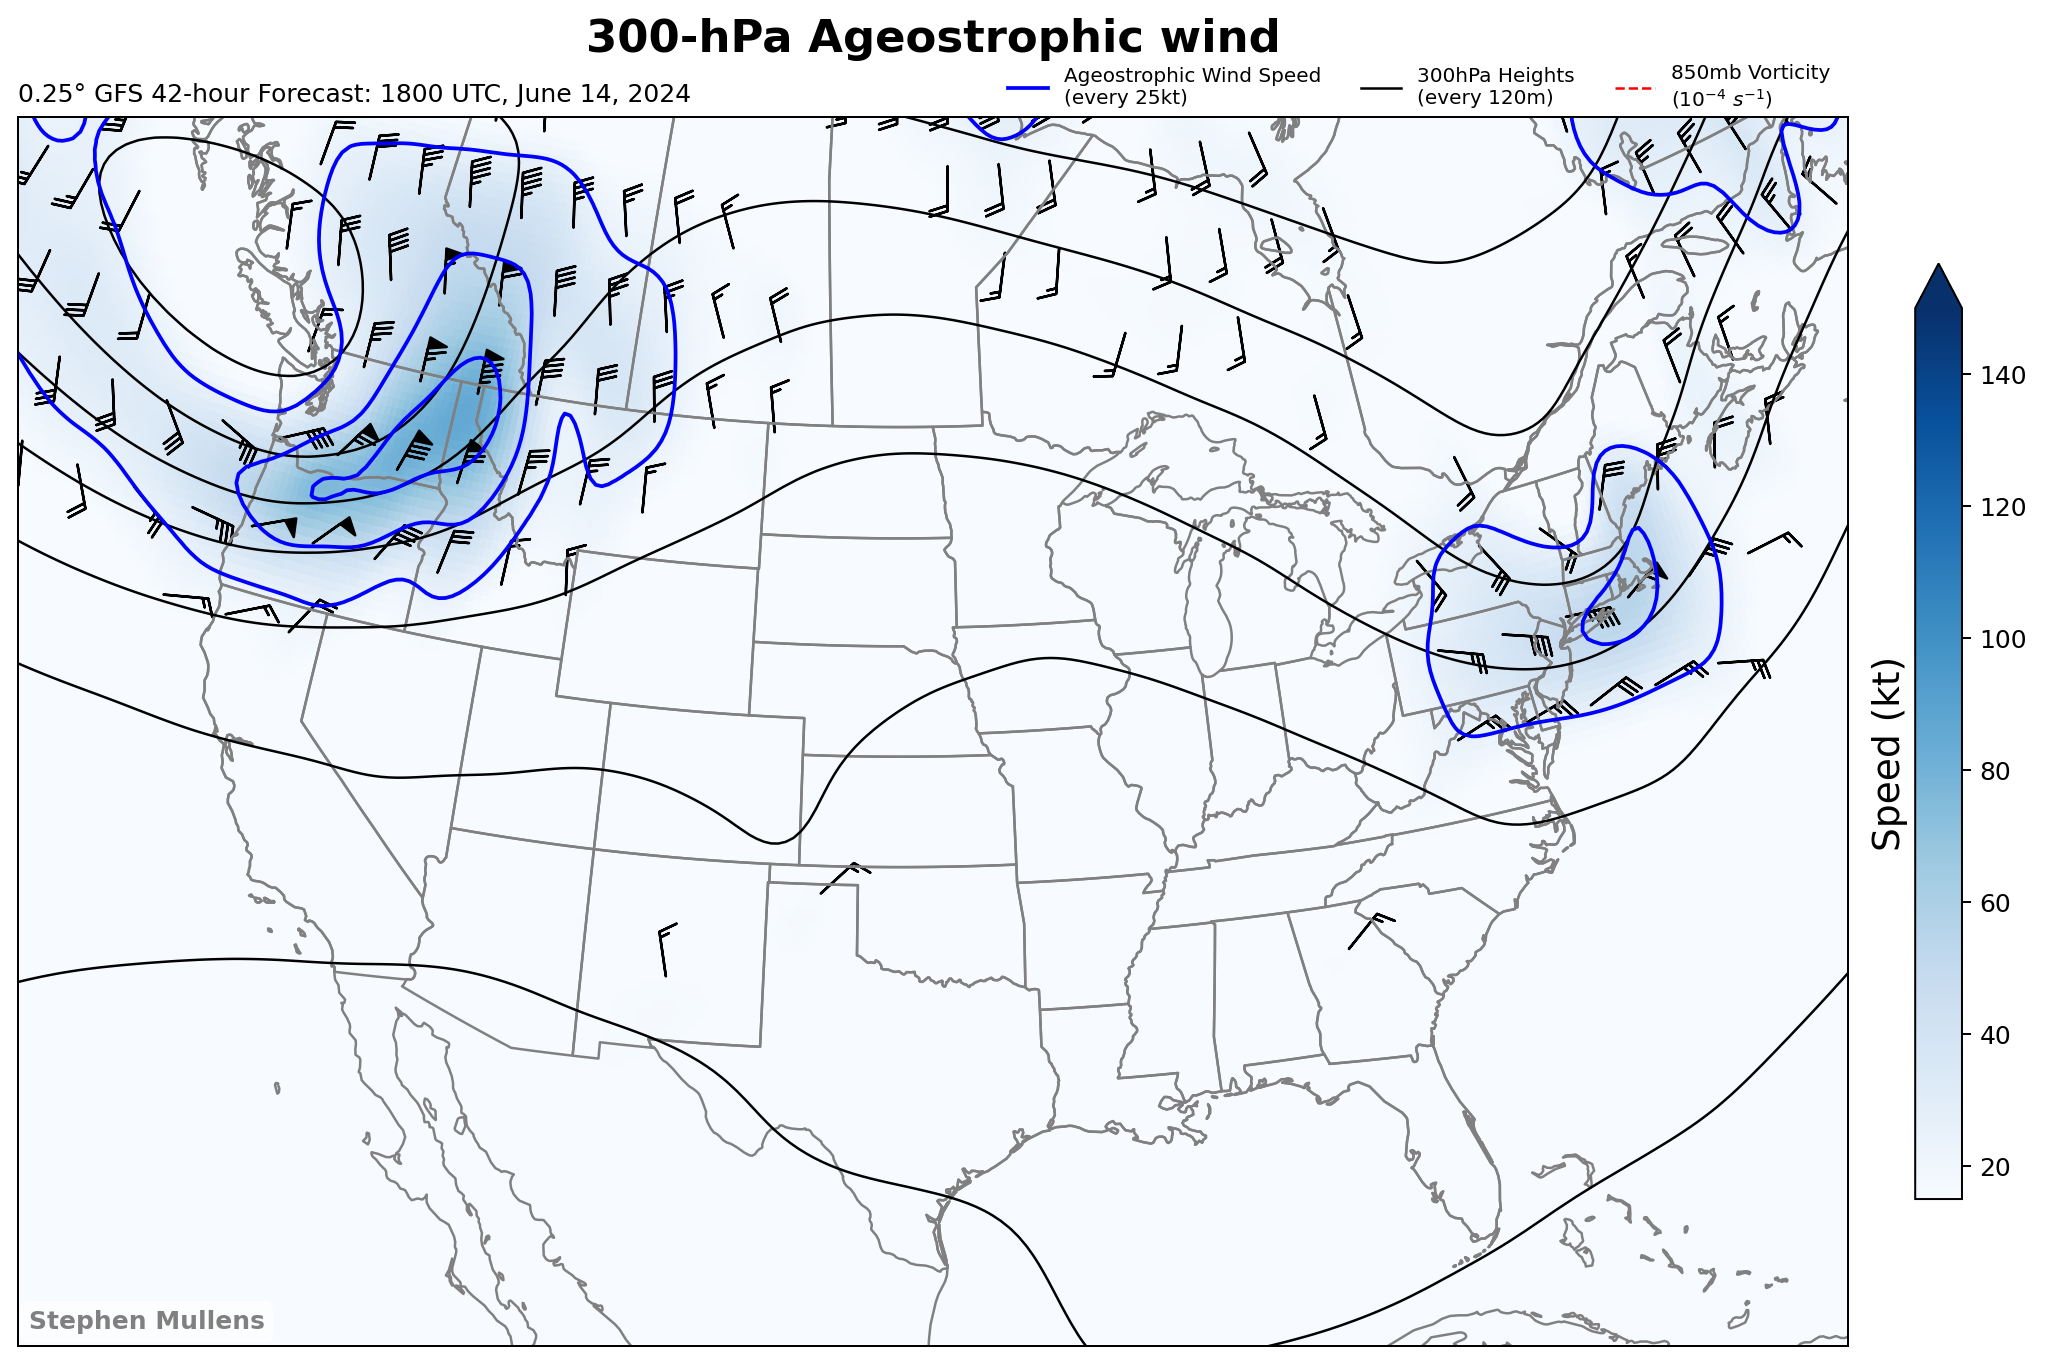 300-hPa Ageostrophic wind
0.25° GFS 42-hour Forecast: 1800 UTC, June 14, 2024
Ageostrophic Wind Speed
(every 25kt)
300hPa Heights
(every 120m)
850mb Vorticity
(10⁻⁴ s⁻¹)
140
120
100
80
60
40
20
Speed (kt)
Stephen Mullens